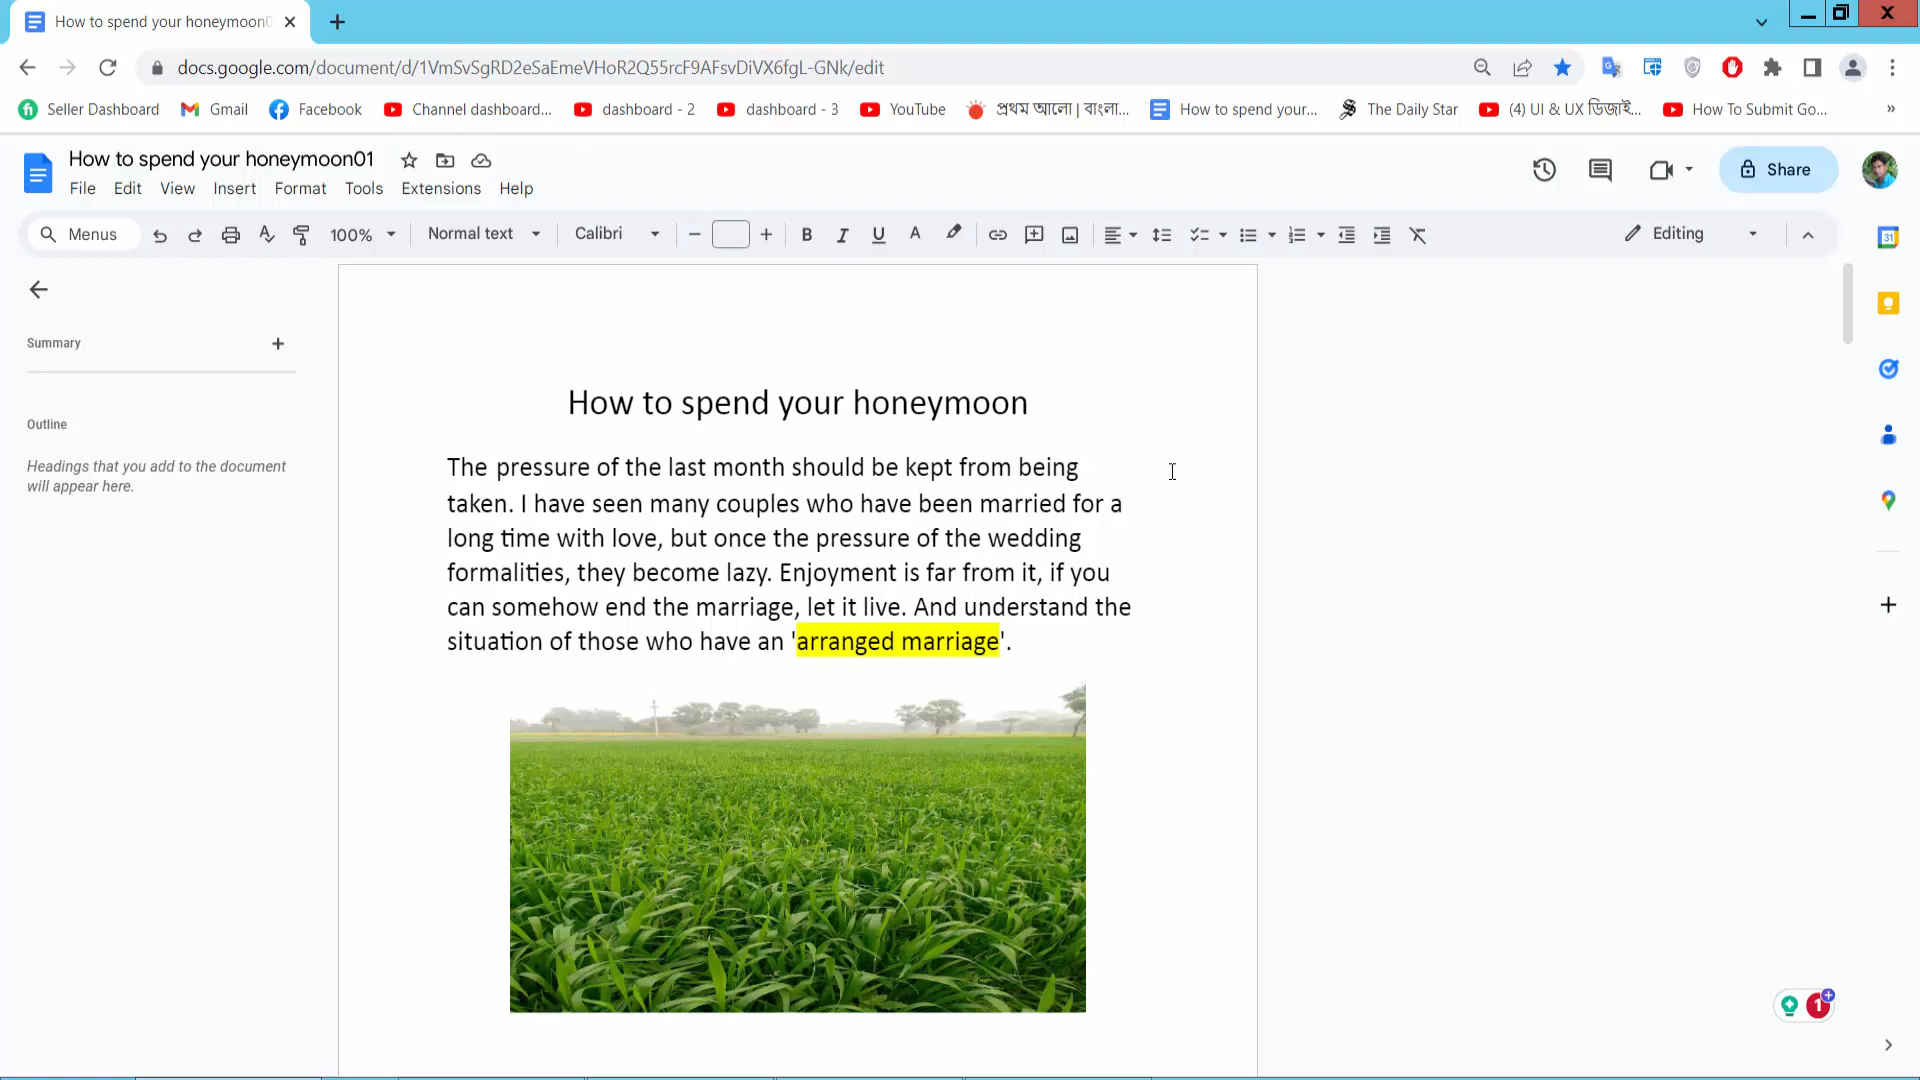 How to spend your honeymoon0
docs.google.com/document/d/1VmSvSgRD2eSaEmeVHoR2Q55rcF9AFsvDiVX6fgL-GNk/edit
Seller Dashboard Gmail Facebook Channel dashboard... dashboard - 2 dashboard - 3 YouTube প্রথম আলো | বাংলা... How to spend your... The Daily Star (4) UI & UX ডিজাই... How To Submit Go... »
How to spend your honeymoon01
File Edit View Insert Format Tools Extensions Help
Share
Menus 100% Normal text Calibri B I U A Editing
31
Summary
Outline
Headings that you add to the document
will appear here.
How to spend your honeymoon
The pressure of the last month should be kept from being
taken. I have seen many couples who have been married for a
long time with love, but once the pressure of the wedding
formalities, they become lazy. Enjoyment is far from it, if you
can somehow end the marriage, let it live. And understand the
situation of those who have an 'arranged marriage'.
1